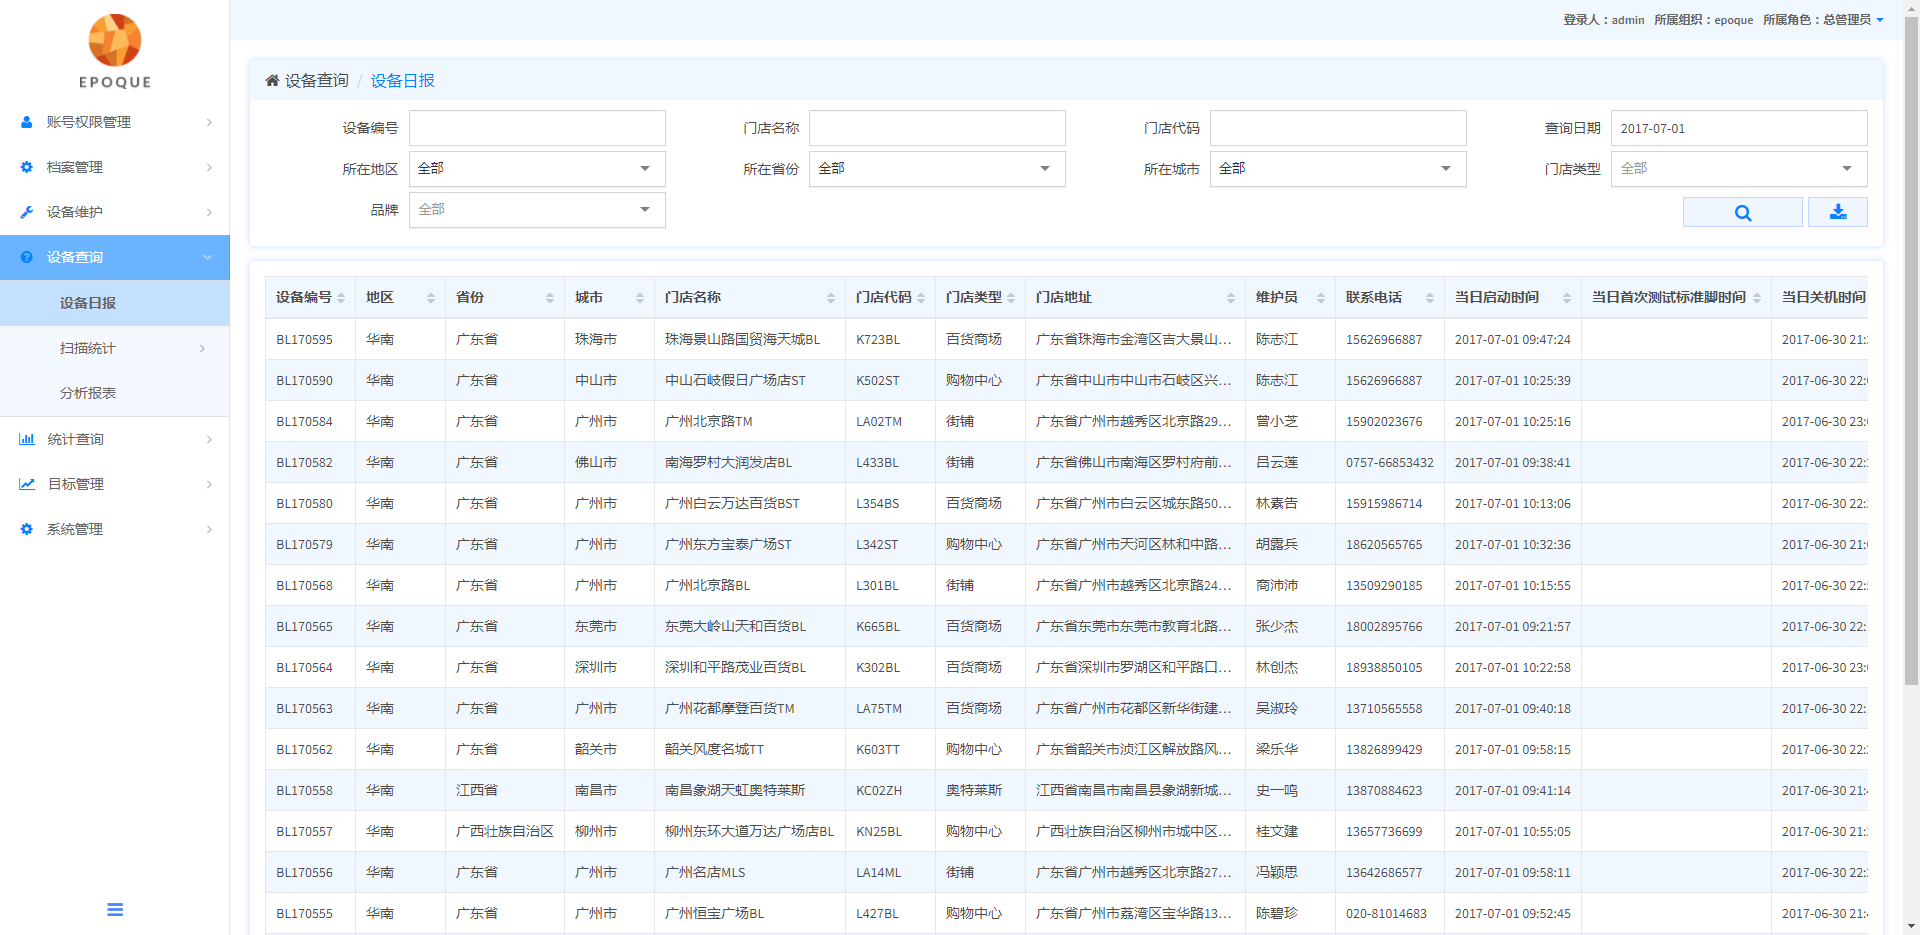 登录人：admin 所属组织：epoque 所属角色：总管理员
EPOQUE
账号权限管理
档案管理
设备维护
设备查询
设备日报
扫描统计
分析报表
统计查询
目标管理
系统管理
设备查询 / 设备日报
设备编号 门店名称 门店代码 查询日期 2017-07-01
所在地区 全部 所在省份 全部 所在城市 全部 门店类型 全部
品牌 全部
设备编号 地区 省份 城市 门店名称 门店代码 门店类型 门店地址 维护员 联系电话 当日启动时间 当日首次测试标准脚时间 当日关机时间
BL170595 华南 广东省 珠海市 珠海景山路国贸海天城BL K723BL 百货商场 广东省珠海市金湾区吉大景山... 陈志江 15626966887 2017-07-01 09:47:24 2017-06-30 21:
BL170590 华南 广东省 中山市 中山石岐假日广场店ST K502ST 购物中心 广东省中山市中山市石岐区兴... 陈志江 15626966887 2017-07-01 10:25:39 2017-06-30 22:
BL170584 华南 广东省 广州市 广州北京路TM LA02TM 街铺 广东省广州市越秀区北京路29... 曾小芝 15902023676 2017-07-01 10:25:16 2017-06-30 23:
BL170582 华南 广东省 佛山市 南海罗村大润发店BL L433BL 街铺 广东省佛山市南海区罗村府前... 吕云莲 0757-66853432 2017-07-01 09:38:41 2017-06-30 22:
BL170580 华南 广东省 广州市 广州白云万达百货BST L354BS 百货商场 广东省广州市白云区城东路50... 林素告 15915986714 2017-07-01 10:13:06 2017-06-30 22:
BL170579 华南 广东省 广州市 广州东方宝泰广场ST L342ST 购物中心 广东省广州市天河区林和中路... 胡露兵 18620565765 2017-07-01 10:32:36 2017-06-30 21:
BL170568 华南 广东省 广州市 广州北京路BL L301BL 街铺 广东省广州市越秀区北京路24... 商沛沛 13509290185 2017-07-01 10:15:55 2017-06-30 22:
BL170565 华南 广东省 东莞市 东莞大岭山天和百货BL K665BL 百货商场 广东省东莞市东莞市教育北路... 张少杰 18002895766 2017-07-01 09:21:57 2017-06-30 22:
BL170564 华南 广东省 深圳市 深圳和平路茂业百货BL K302BL 百货商场 广东省深圳市罗湖区和平路口... 林创杰 18938850105 2017-07-01 10:22:58 2017-06-30 23:
BL170563 华南 广东省 广州市 广州花都摩登百货TM LA75TM 百货商场 广东省广州市花都区新华街建... 吴淑玲 13710565558 2017-07-01 09:40:18 2017-06-30 22:
BL170562 华南 广东省 韶关市 韶关风度名城TT K603TT 购物中心 广东省韶关市浈江区解放路风... 梁乐华 13826899429 2017-07-01 09:58:15 2017-06-30 22:
BL170558 华南 江西省 南昌市 南昌象湖天虹奥特莱斯 KC02ZH 奥特莱斯 江西省南昌市南昌县象湖新城... 史一鸣 13870884623 2017-07-01 09:41:14 2017-06-30 21:
BL170557 华南 广西壮族自治区 柳州市 柳州东环大道万达广场店BL KN25BL 购物中心 广西壮族自治区柳州市城中区... 桂文建 13657736699 2017-07-01 10:55:05 2017-06-30 21:
BL170556 华南 广东省 广州市 广州名店MLS LA14ML 街铺 广东省广州市越秀区北京路27... 冯颖思 13642686577 2017-07-01 09:58:11 2017-06-30 22:
BL170555 华南 广东省 广州市 广州恒宝广场BL L427BL 购物中心 广东省广州市荔湾区宝华路13... 陈碧珍 020-81014683 2017-07-01 09:52:45 2017-06-30 21: